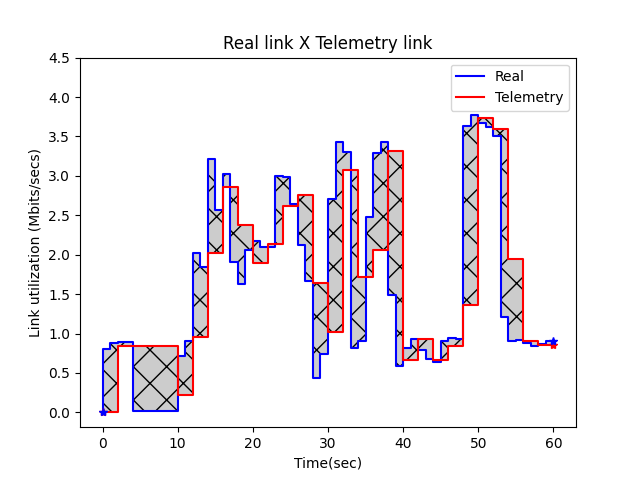 Real link X Telemetry link
Real
Telemetry
Link utilization (Mbits/secs)
4.5
4.0
3.5
3.0
2.5
2.0
1.5
1.0
0.5
0.0
0 10 20 30 40 50 60
Time(sec)